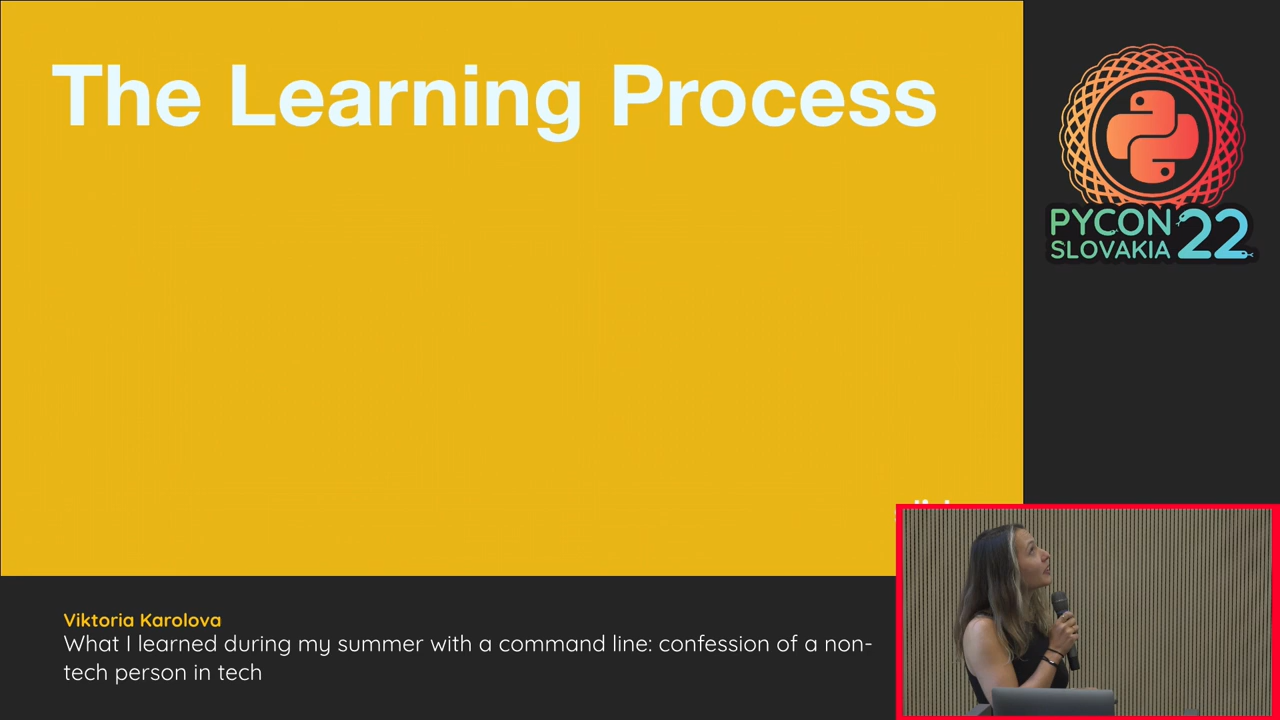 The Learning Process
PYCON
SLOVAKIA 22
Viktoria Karolova
What I learned during my summer with a command line: confession of a non-
tech person in tech